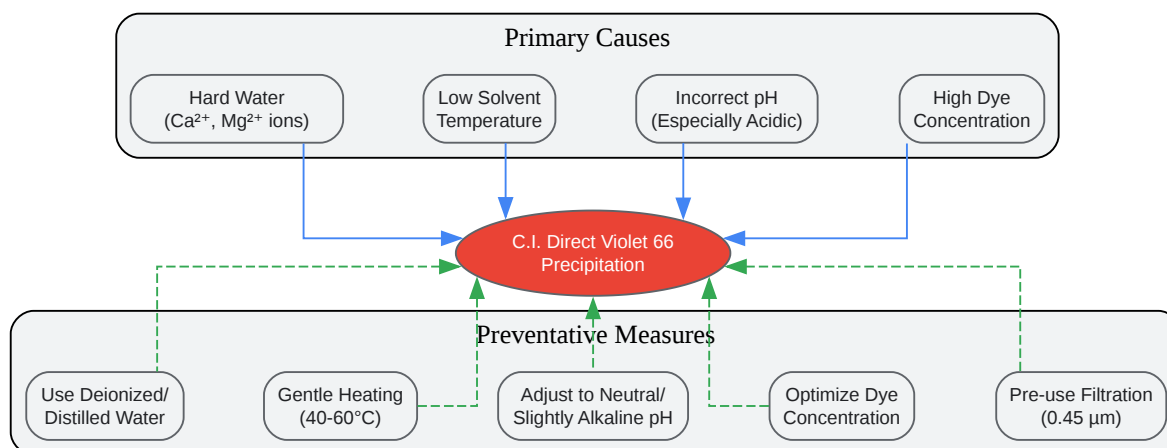 Primary Causes
Hard Water
(Ca²⁺, Mg²⁺ ions)
Low Solvent
Temperature
Incorrect pH
(Especially Acidic)
High Dye
Concentration
C.I. Direct Violet 66
Precipitation
Preventative Measures
Use Deionized/
Distilled Water
Gentle Heating
(40-60°C)
Adjust to Neutral/
Slightly Alkaline pH
Optimize Dye
Concentration
Pre-use Filtration
(0.45 µm)